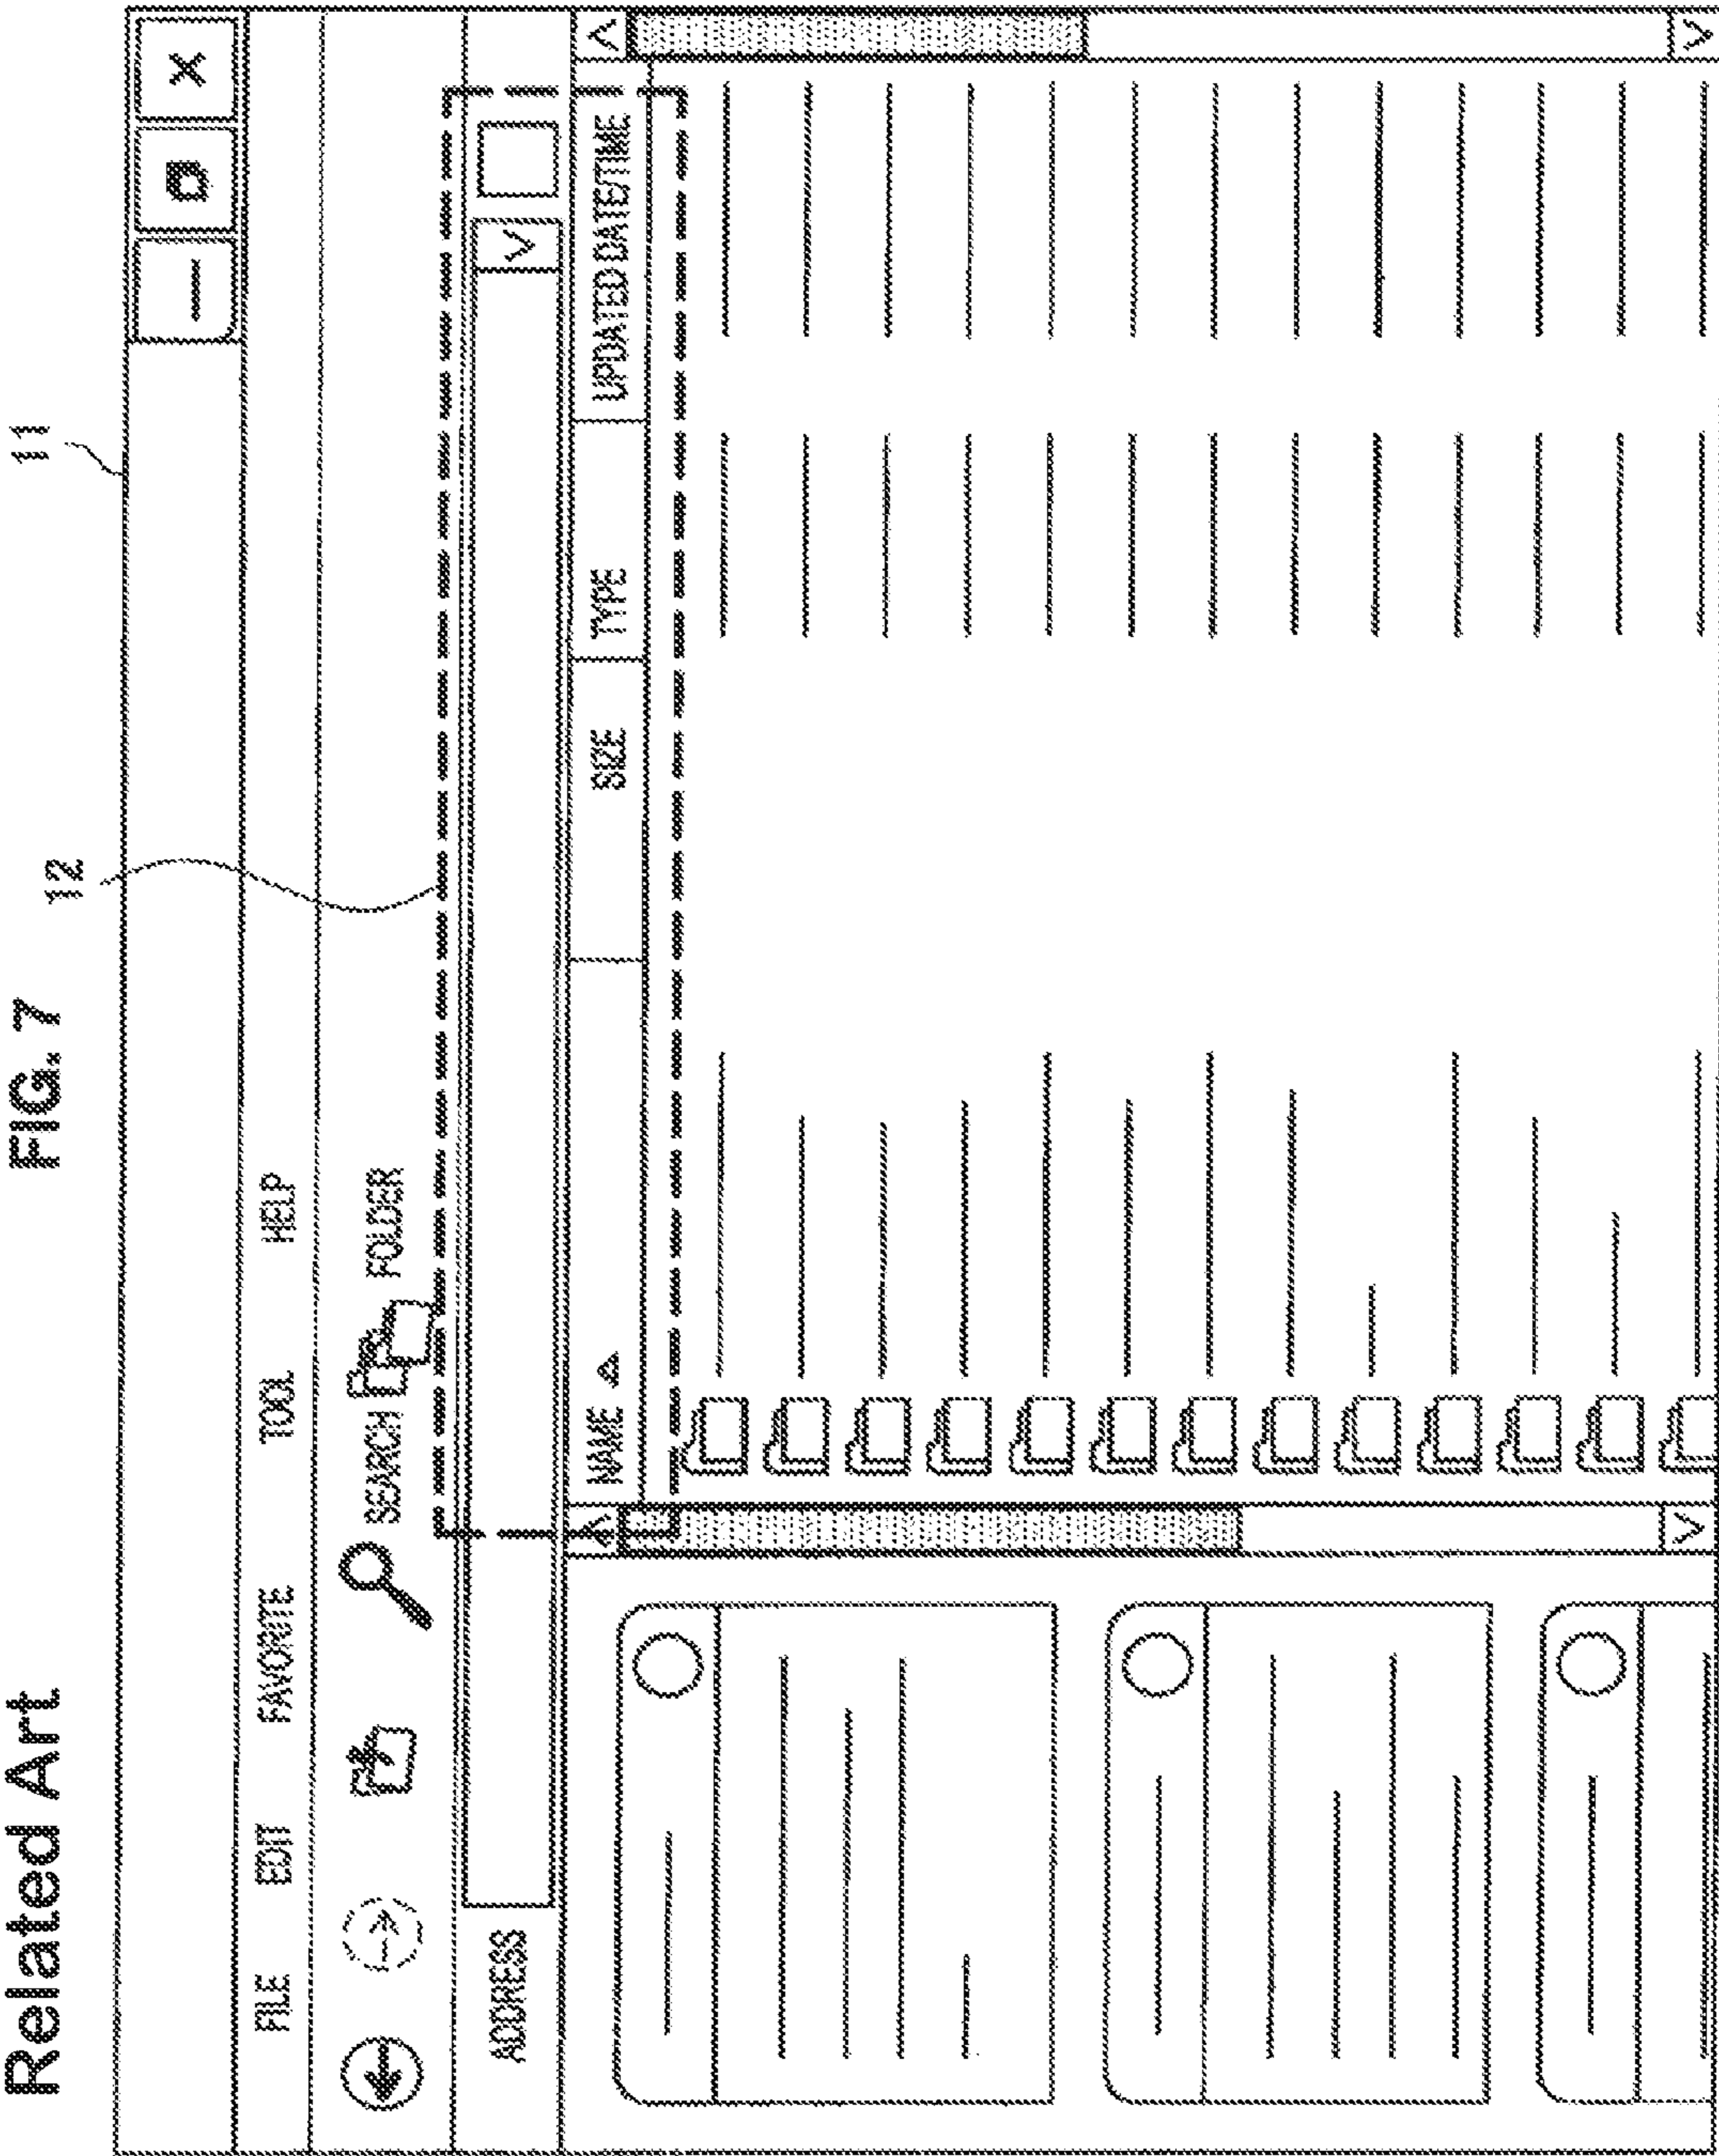 Related Art
FIG. 7
11
12
FILE EDIT FAVORITE TOOL HELP
SEARCH FOLDER
ADDRESS
NAME SIZE TYPE UPDATED DATE/TIME